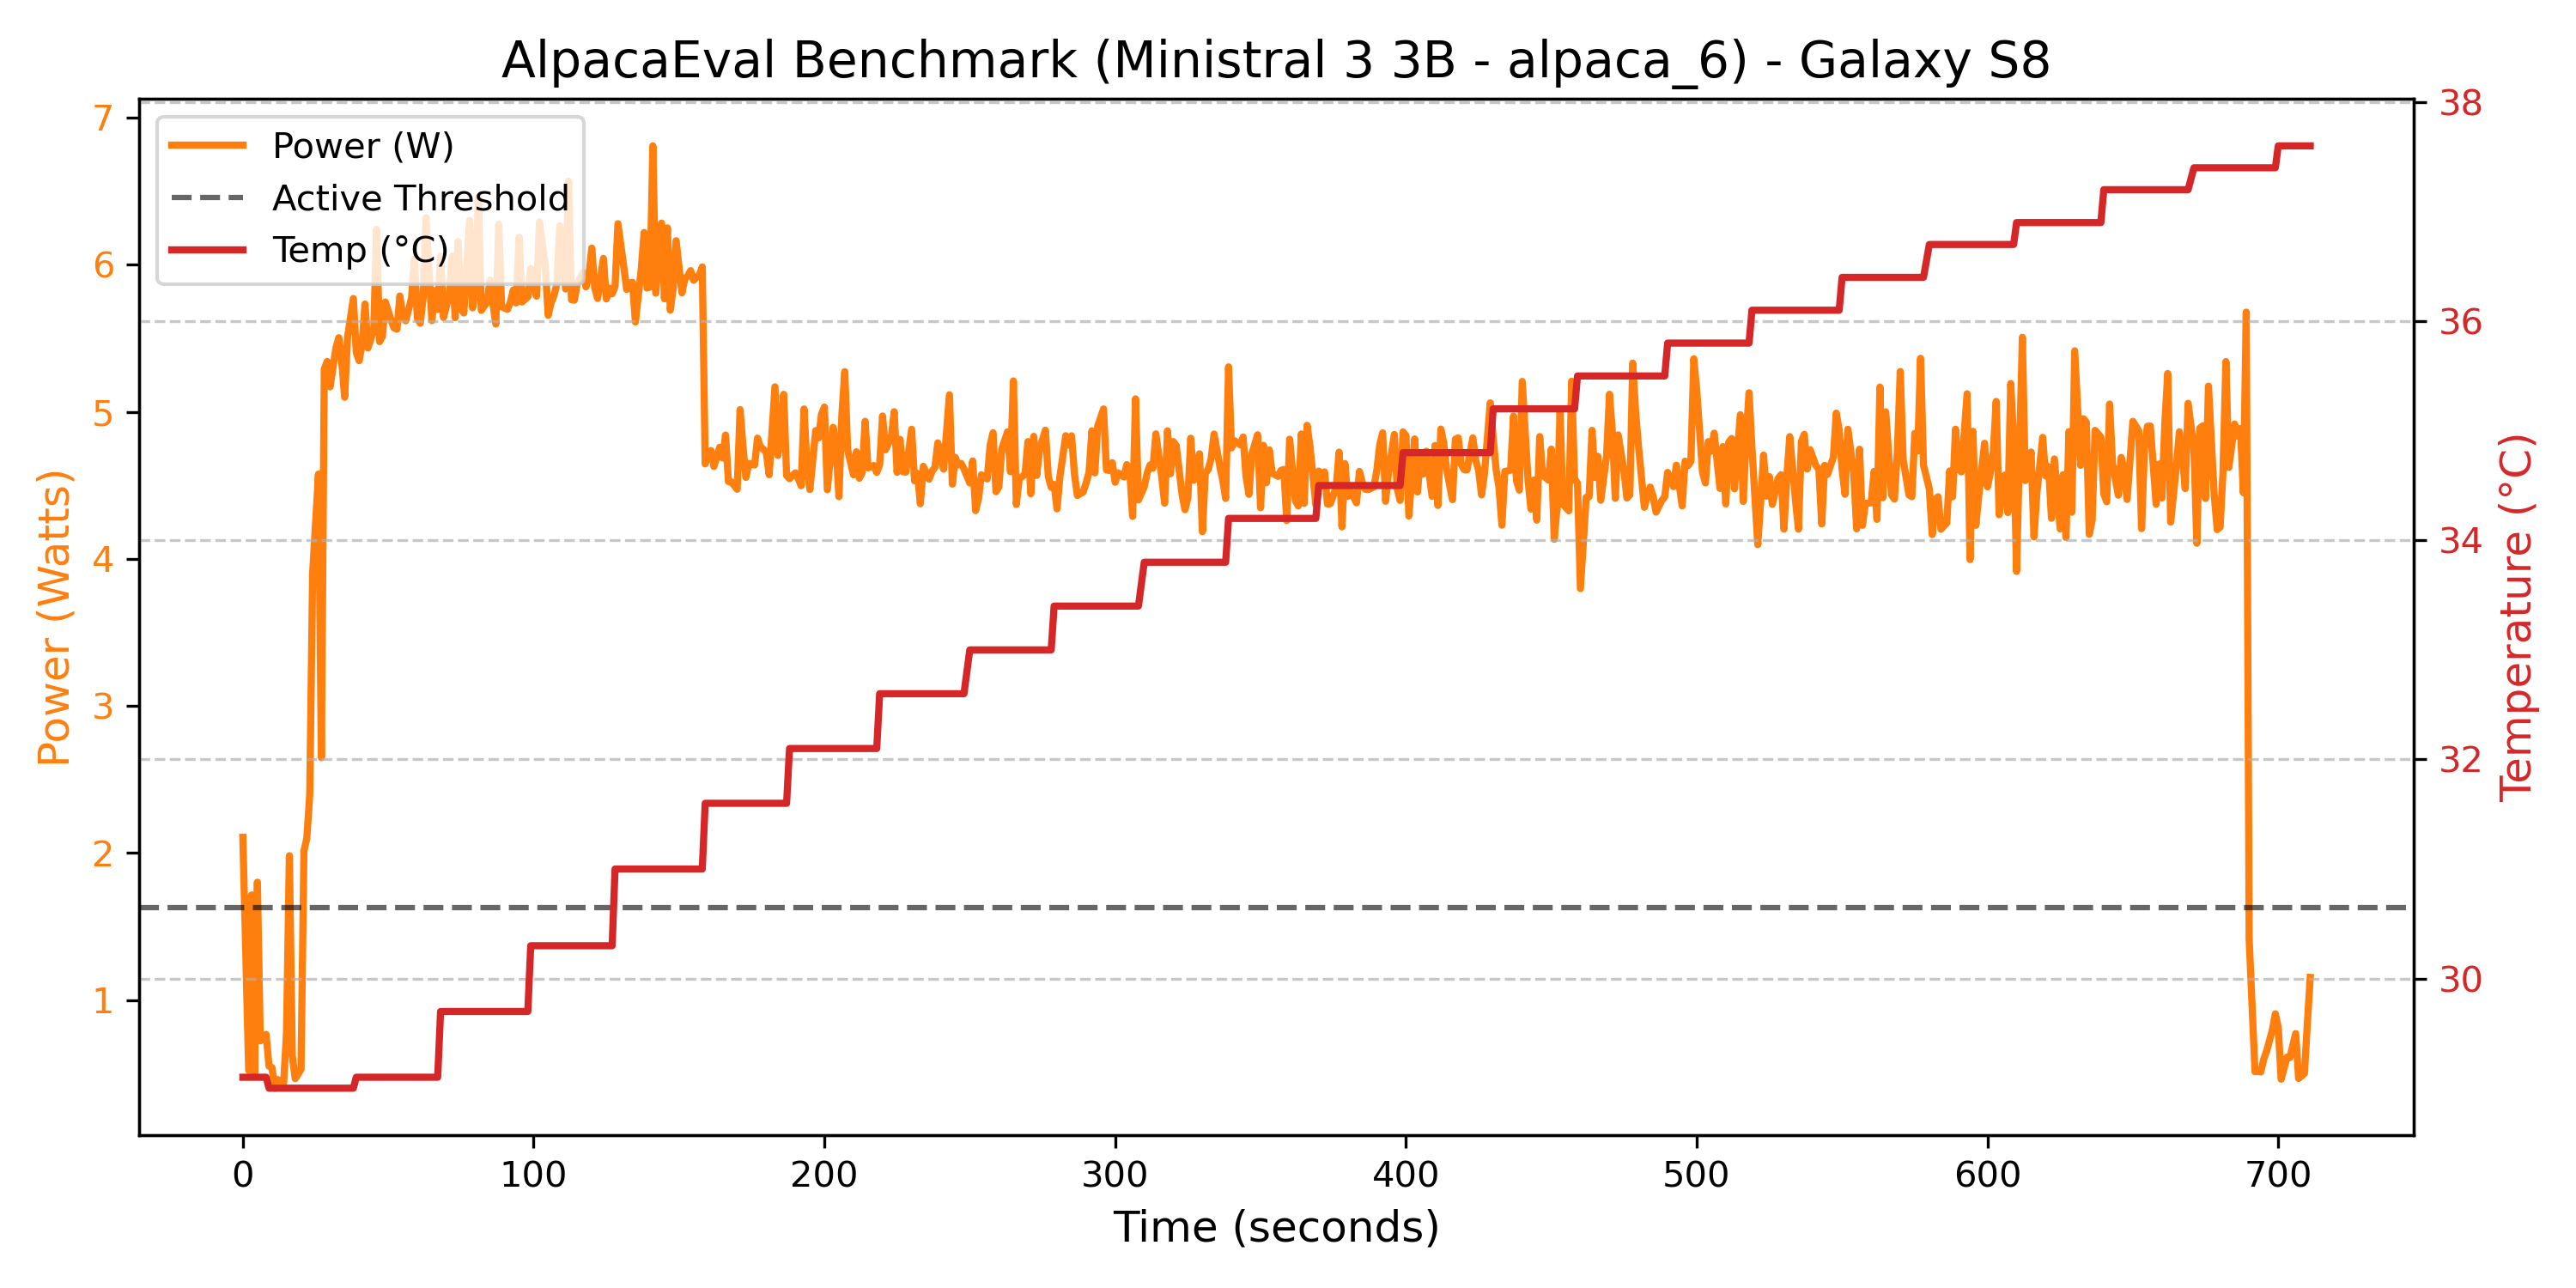 AlpacaEval Benchmark (Ministral 3 3B - alpaca_6) - Galaxy S8
Power (W)
Active Threshold
Temp (°C)
Power (Watts)
7
6
5
4
3
2
1
38
36
34
32
30
Temperature (°C)
0 100 200 300 400 500 600 700
Time (seconds)